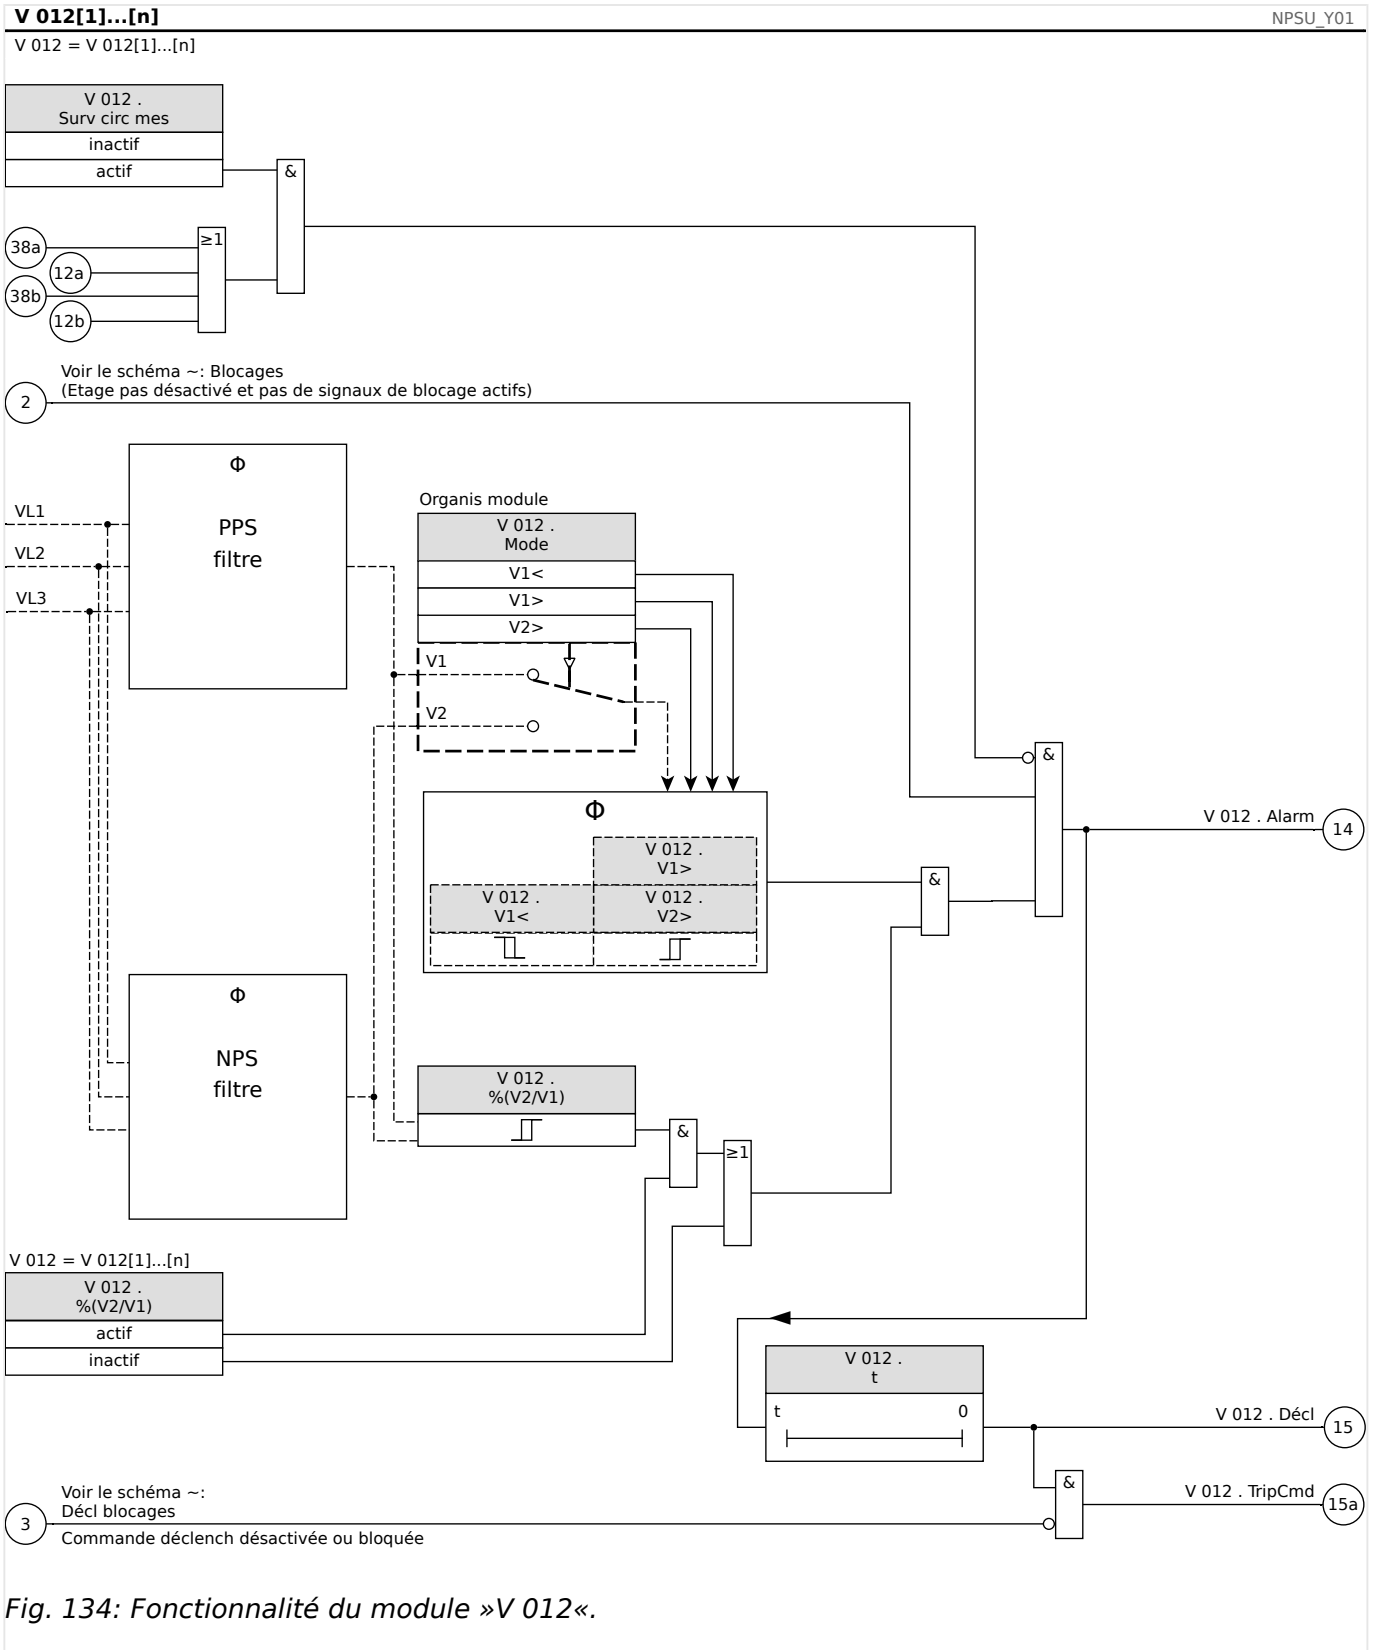 V 012[1]...[n]
NPSU_Y01
V 012 = V 012[1]...[n]
V 012 .
Surv circ mes
inactif
actif
&
38a
≥1
12a
38b
12b
Voir le schéma ~: Blocages
(Etage pas désactivé et pas de signaux de blocage actifs)
2
Φ
PPS
filtre
VL1
VL2
VL3
Organis module
V 012 .
Mode
V1<
V1>
V2>
V1
V2
&
Φ
V 012 .
V1>
V 012 .
V1<
V 012 .
V2>
&
V 012 . Alarm
14
Φ
NPS
filtre
V 012 .
%(V2/V1)
&
≥1
V 012 = V 012[1]...[n]
V 012 .
%(V2/V1)
actif
inactif
V 012 .
t
t
0
V 012 . Décl
15
&
V 012 . TripCmd
15a
Voir le schéma ~:
Décl blocages
3
Commande déclench désactivée ou bloquée
Fig. 134: Fonctionnalité du module »V 012«.